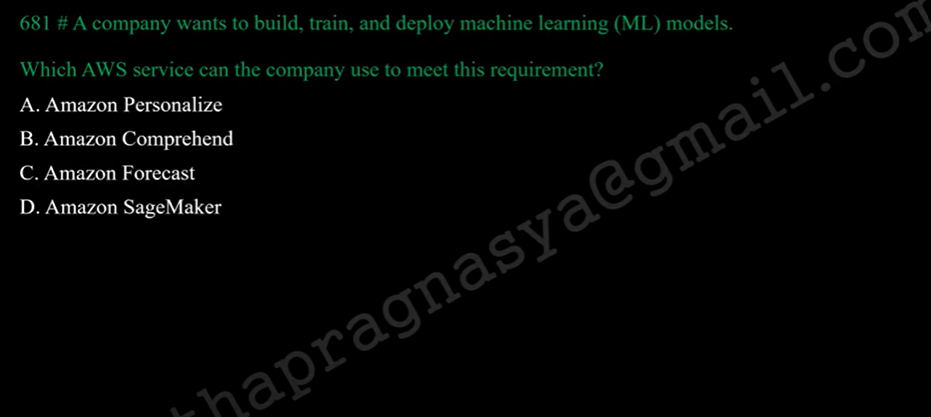 681 # A company wants to build, train, and deploy machine learning (ML) models.
Which AWS service can the company use to meet this requirement?
A. Amazon Personalize
B. Amazon Comprehend
C. Amazon Forecast
D. Amazon SageMaker
thapragnasya@gmail.com